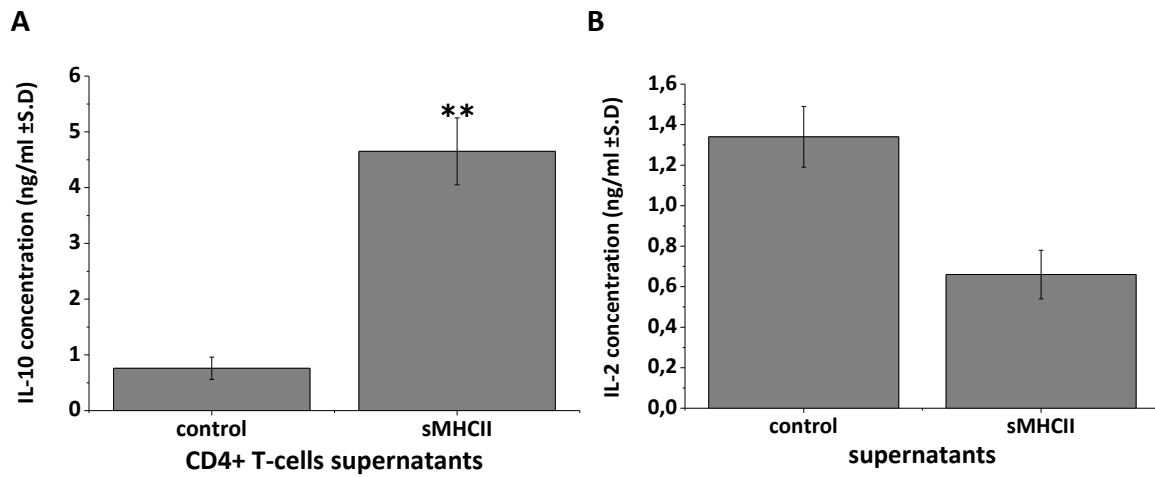 A
IL-10 concentration (ng/ml ±S.D)
6
5
4
3
2
1
0
**
control
sMHCII
CD4+ T-cells supernatants
B
IL-2 concentration (ng/ml ±S.D)
1,6
1,4
1,2
1,0
0,8
0,6
0,4
0,2
0,0
control
sMHCII
supernatants